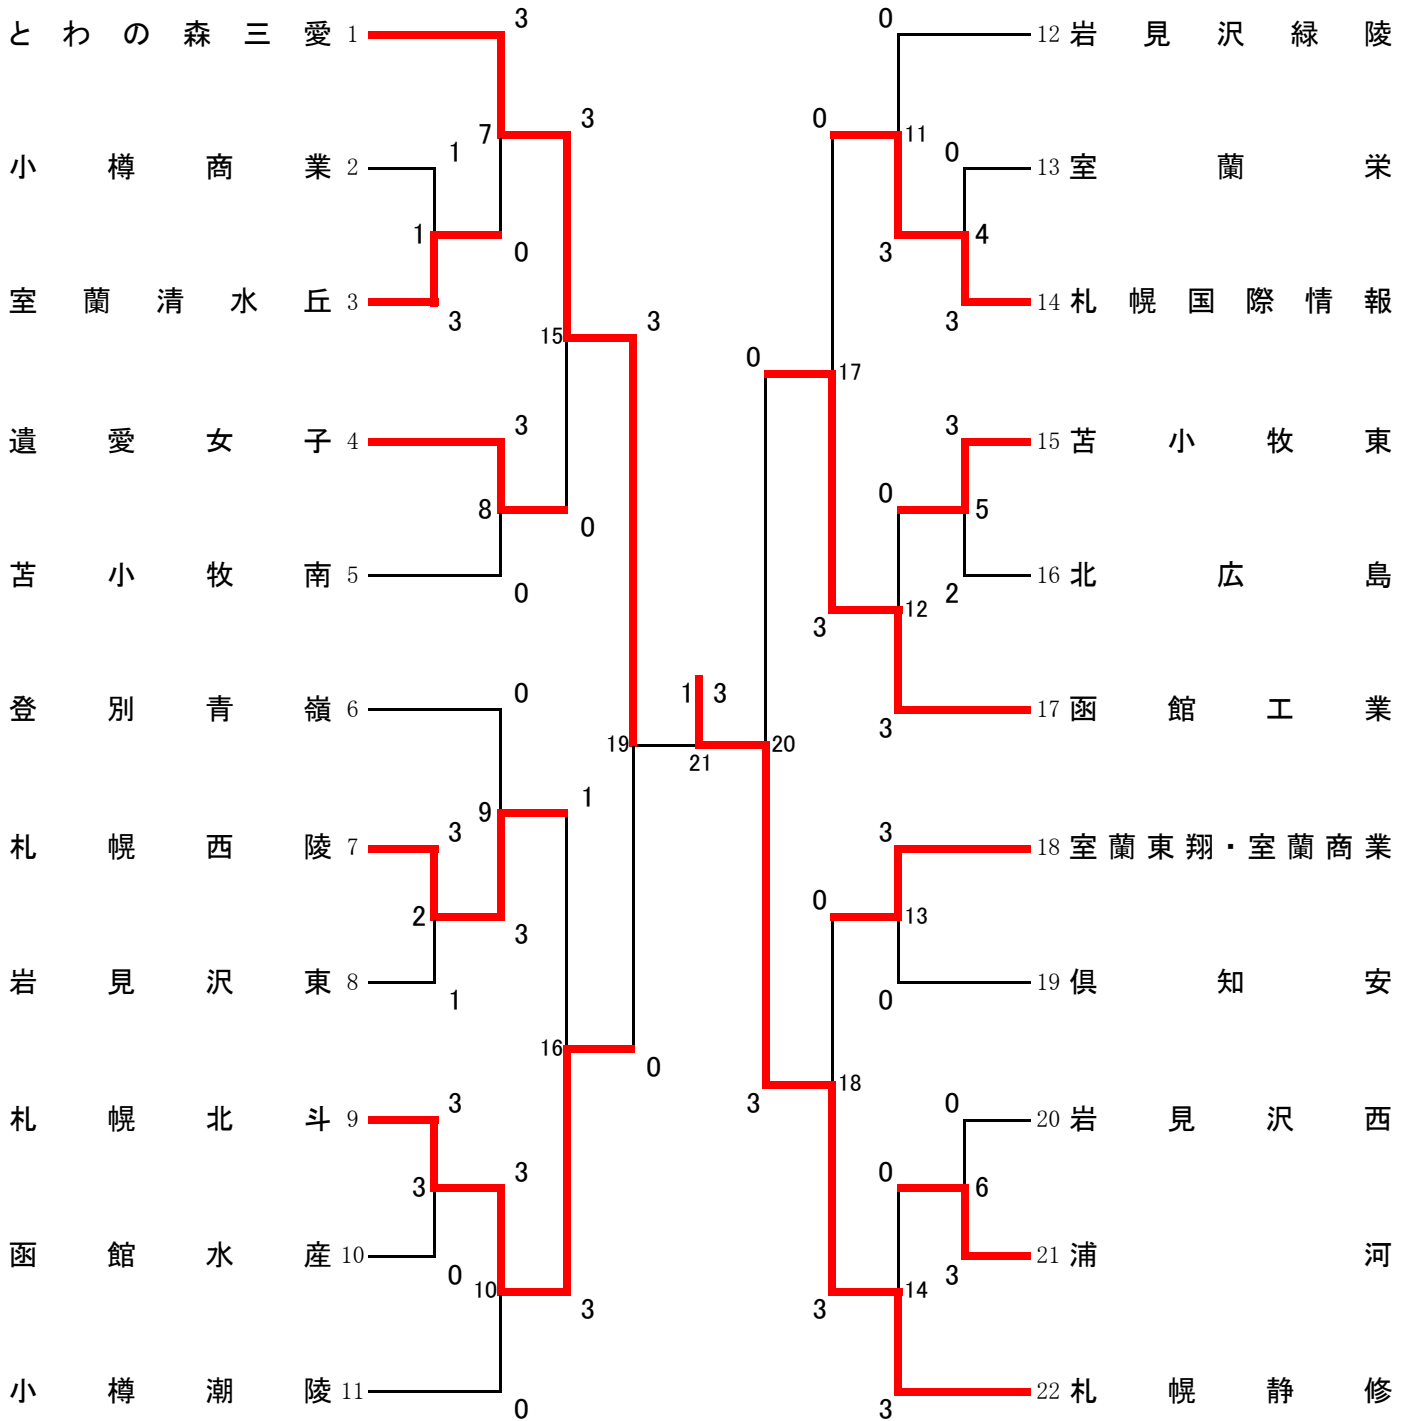 3
0
とわの森三愛 1
12 岩見沢緑陵
3
0
7
11
1
0
小樽商業 2
13 室蘭栄
1
4
0
3
室蘭清水丘 3
14 札幌国際情報
3
3
15
3
0
17
3
3
遺愛女子 4
15 苫小牧東
0
8
5
0
苫小牧南 5
16 北広島
0
2
12
3
0
1 3
登別青嶺 6
17 函館工業
3
19
20
21
1
9
3
3
札幌西陵 7
18 室蘭東翔・室蘭商業
0
2
13
3
岩見沢東 8
19 倶知安
1
0
16
0
18
3
3
0
札幌北斗 9
20 岩見沢西
3
0
3
6
函館水産 10
21 浦河
0
3
10
14
3
3
小樽潮陵 11
22 札幌静修
0
3